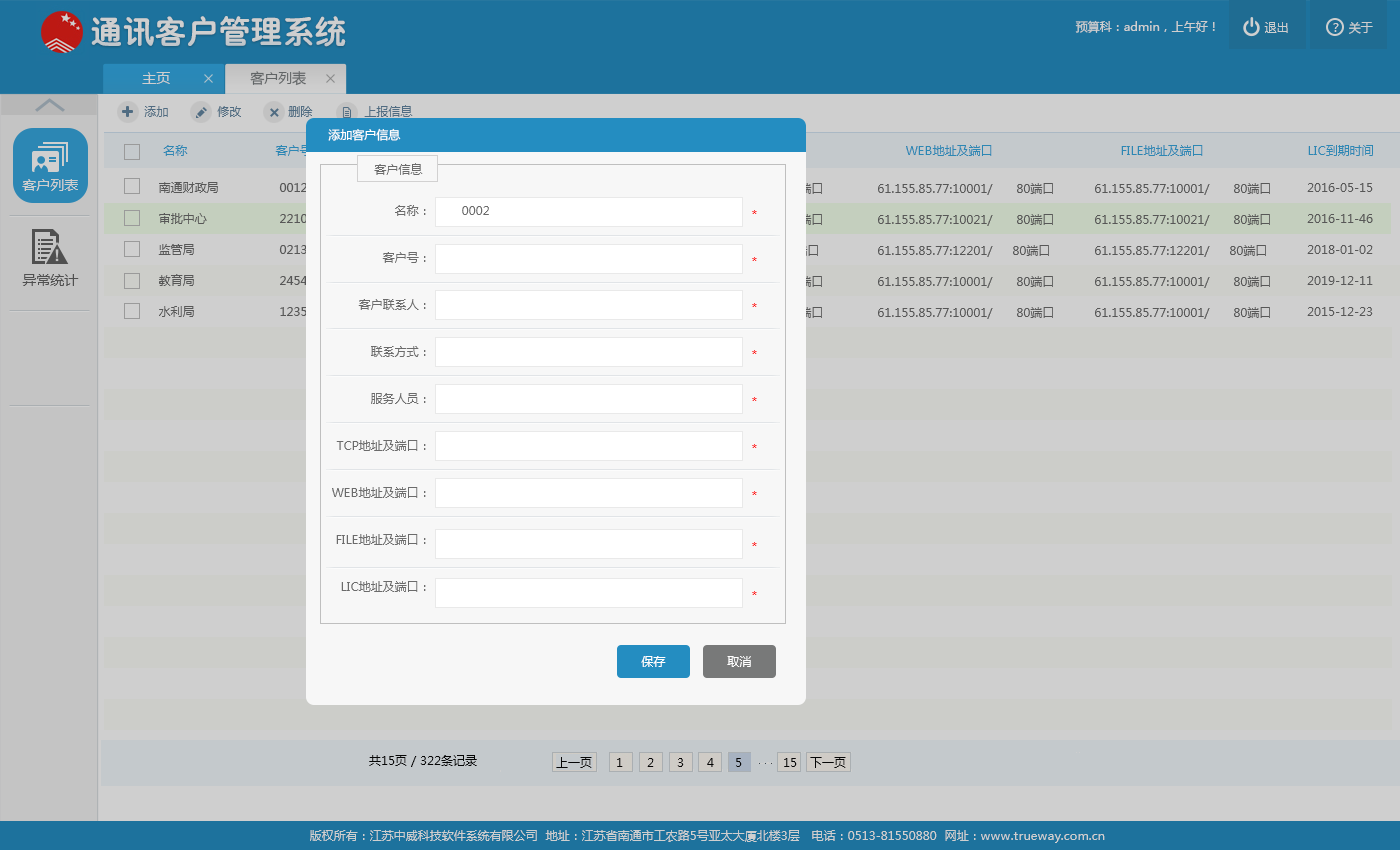 通讯客户管理系统
预算科：admin，上午好！ 退出 关于
主页 × 客户列表 ×
添加 修改 删除 上报信息
客户列表
异常统计
名称 客户号 WEB地址及端口 FILE地址及端口 LIC到期时间
南通财政局 0012 端口 61.155.85.77:10001/ 80端口 61.155.85.77:10001/ 80端口 2016-05-15
审批中心 2210 端口 61.155.85.77:10021/ 80端口 61.155.85.77:10021/ 80端口 2016-11-46
监管局 0213 口 61.155.85.77:12201/ 80端口 61.155.85.77:12201/ 80端口 2018-01-02
教育局 2454 端口 61.155.85.77:10001/ 80端口 61.155.85.77:10001/ 80端口 2019-12-11
水利局 1235 端口 61.155.85.77:10001/ 80端口 61.155.85.77:10001/ 80端口 2015-12-23
添加客户信息
客户信息
名称： 0002 *
客户号： *
客户联系人： *
联系方式： *
服务人员： *
TCP地址及端口： *
WEB地址及端口： *
FILE地址及端口： *
LIC地址及端口： *
保存 取消
共15页 / 322条记录 上一页 1 2 3 4 5 ··· 15 下一页
版权所有：江苏中威科技软件系统有限公司 地址：江苏省南通市工农路5号亚太大厦北楼3层 电话：0513-81550880 网址：www.trueway.com.cn